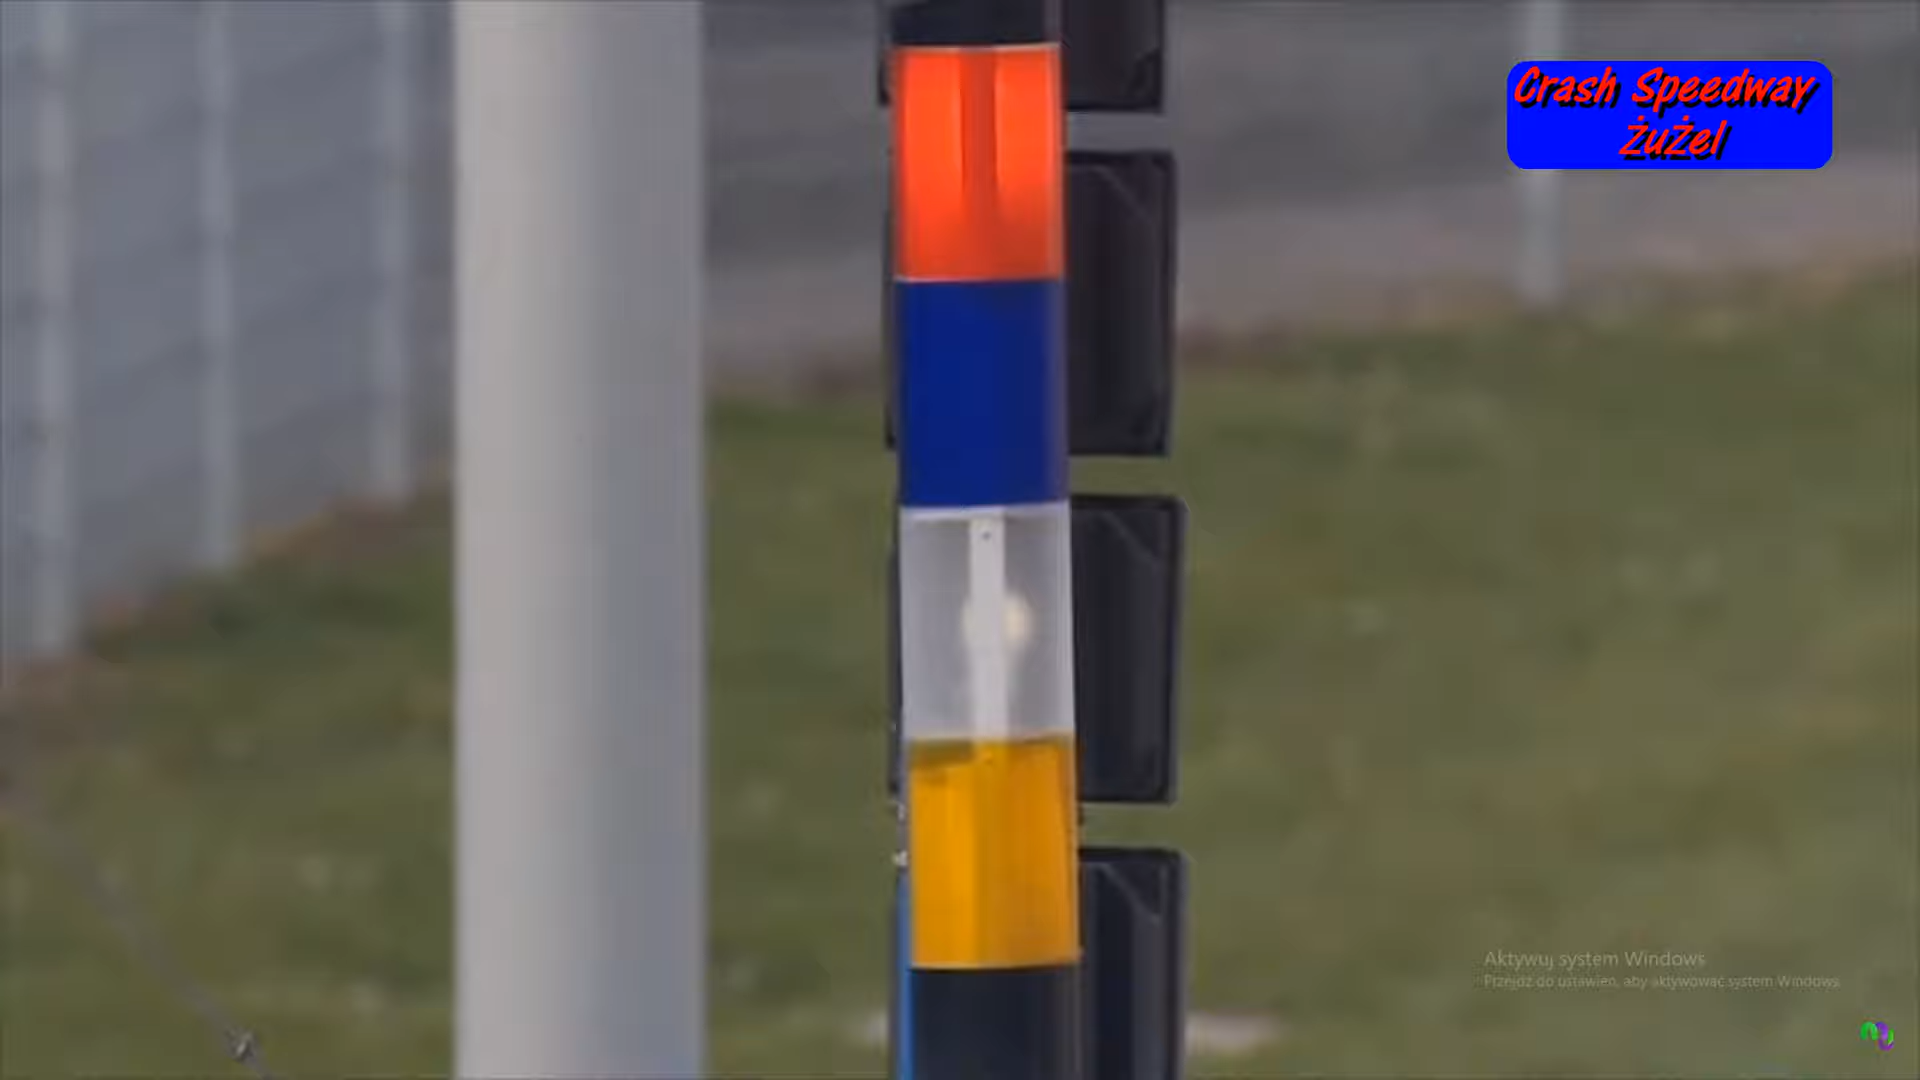 Crash Speedway
żużel
Aktywuj system Windows
Przejdź do ustawień, aby aktywować system Windows.